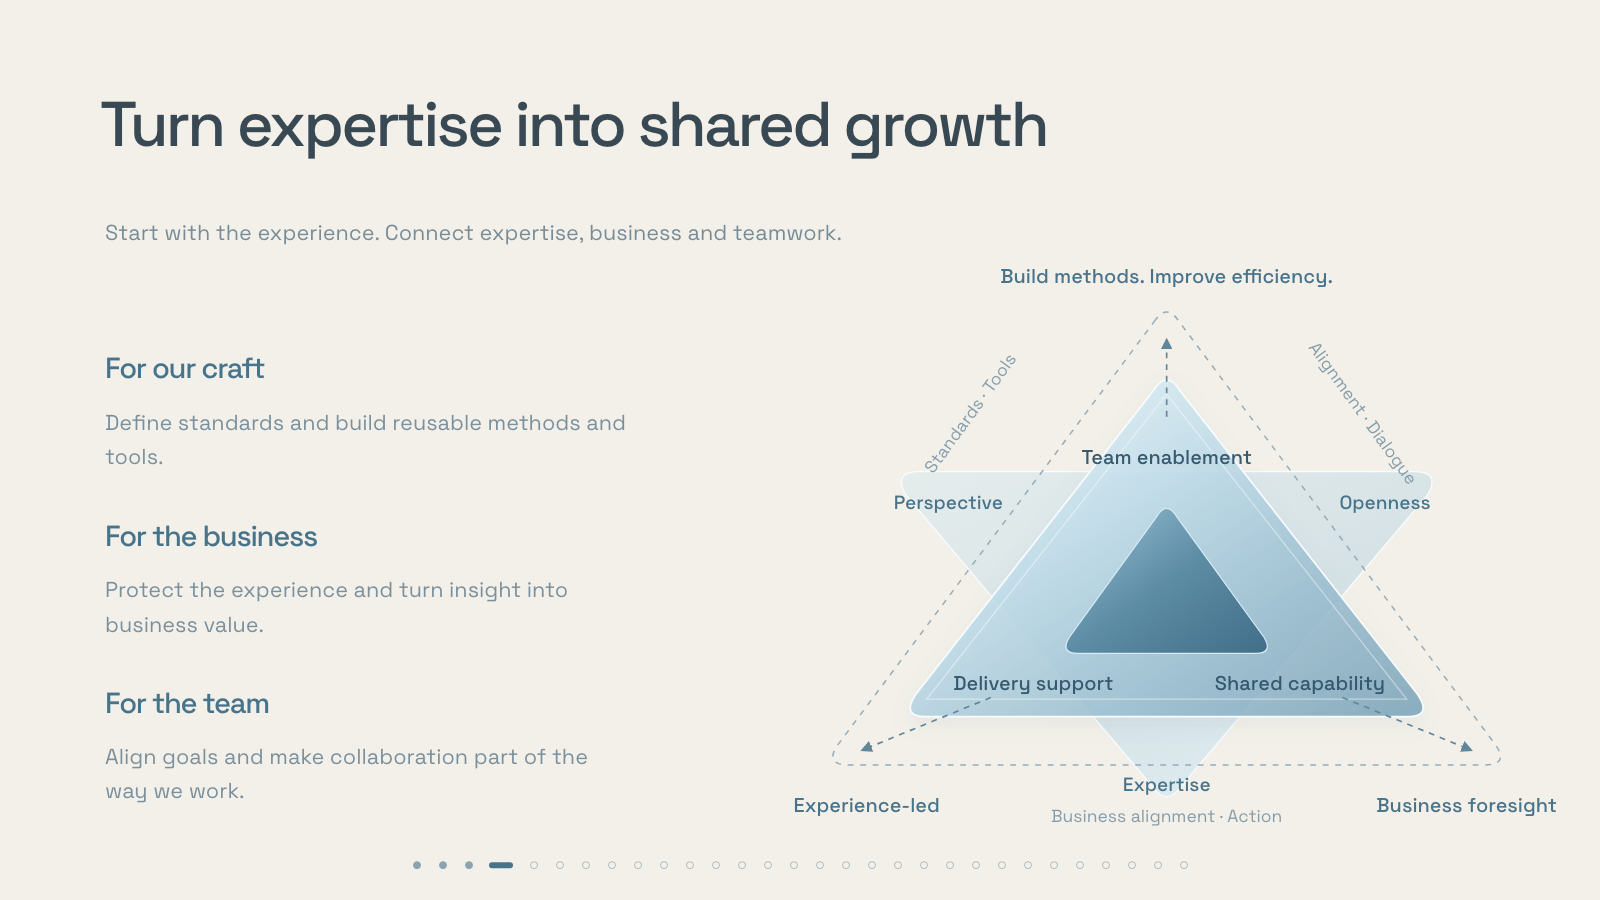 Turn expertise into shared growth
Start with the experience. Connect expertise, business and teamwork.
For our craft
Define standards and build reusable methods and
tools.
For the business
Protect the experience and turn insight into
business value.
For the team
Align goals and make collaboration part of the
way we work.
Build methods. Improve efficiency.
Standards · Tools
Alignment · Dialogue
Team enablement
Perspective
Openness
Delivery support
Shared capability
Expertise
Experience-led
Business foresight
Business alignment · Action